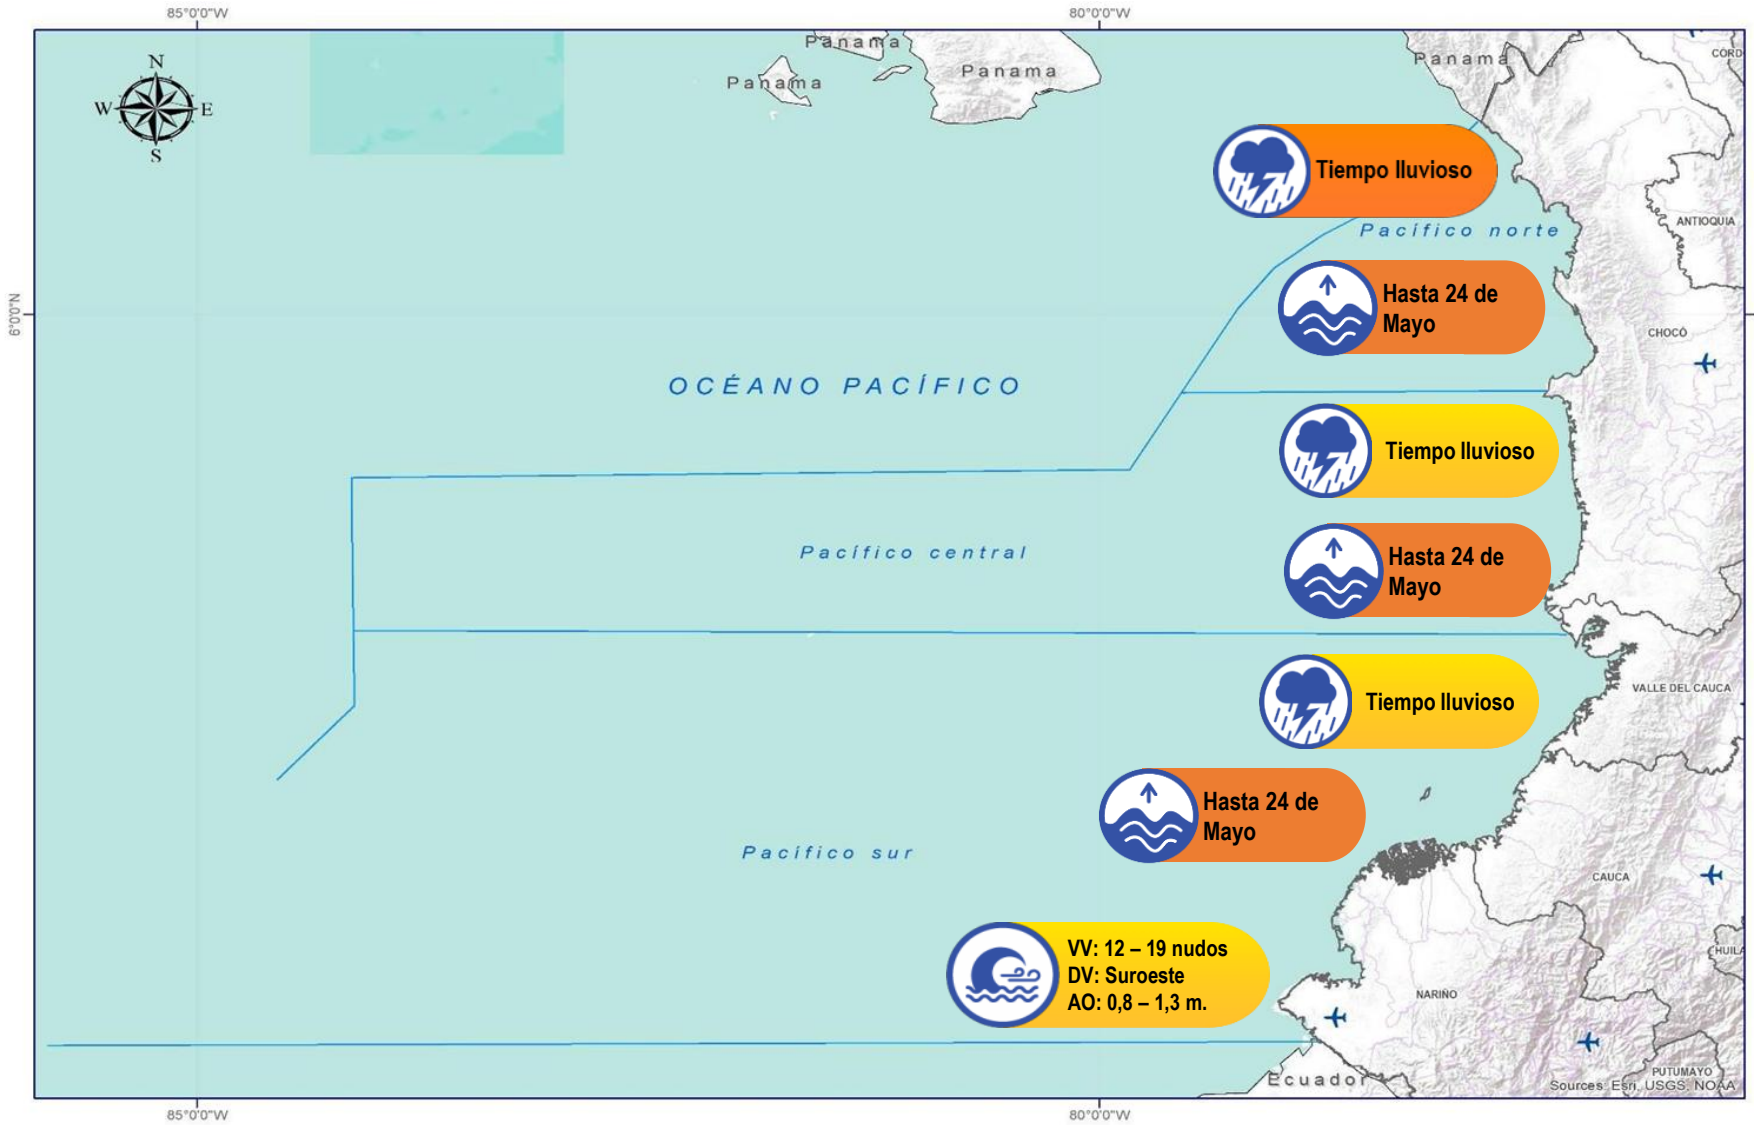 85°0'0"W
80°0'0"W
N
W
E
S
Panama
Panama
Panama
Panama
CÓRD
Tiempo lluvioso
ANTIOQUIA
Pacífico norte
6°0'0"N
Hasta 24 de
Mayo
CHOCÓ
OCÉANO PACÍFICO
Tiempo lluvioso
Pacífico central
Hasta 24 de
Mayo
VALLE DEL CAUCA
Tiempo lluvioso
Hasta 24 de
Mayo
Pacífico sur
CAUCA
VV: 12 – 19 nudos
DV: Suroeste
AO: 0,8 – 1,3 m.
HUILA
NARIÑO
Ecuador
PUTUMAYO
Sources: Esri, USGS, NOAA
85°0'0"W
80°0'0"W